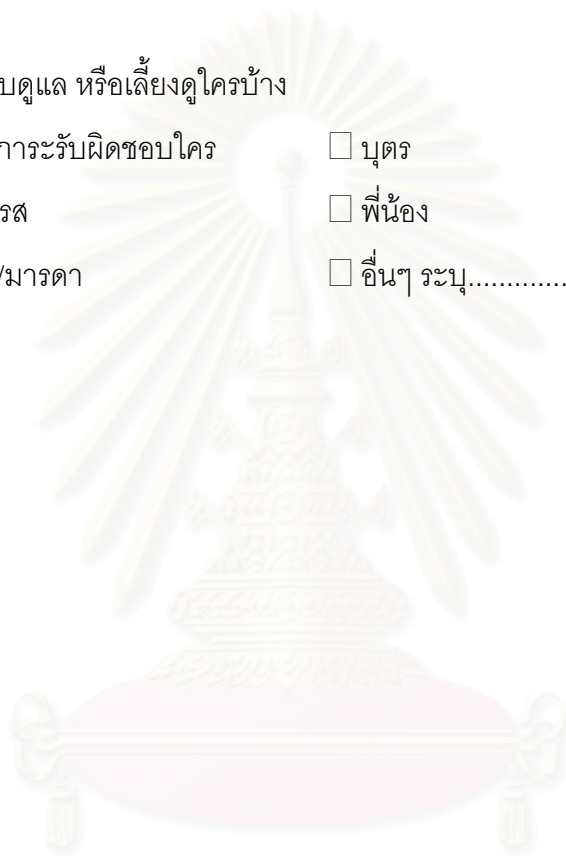 บดูแล หรือเลี้ยงดูใครบ้าง
การะรับผิดชอบใคร ☐ บุตร
รส ☐ พี่น้อง
/มารดา ☐ อื่นๆ ระบุ.............